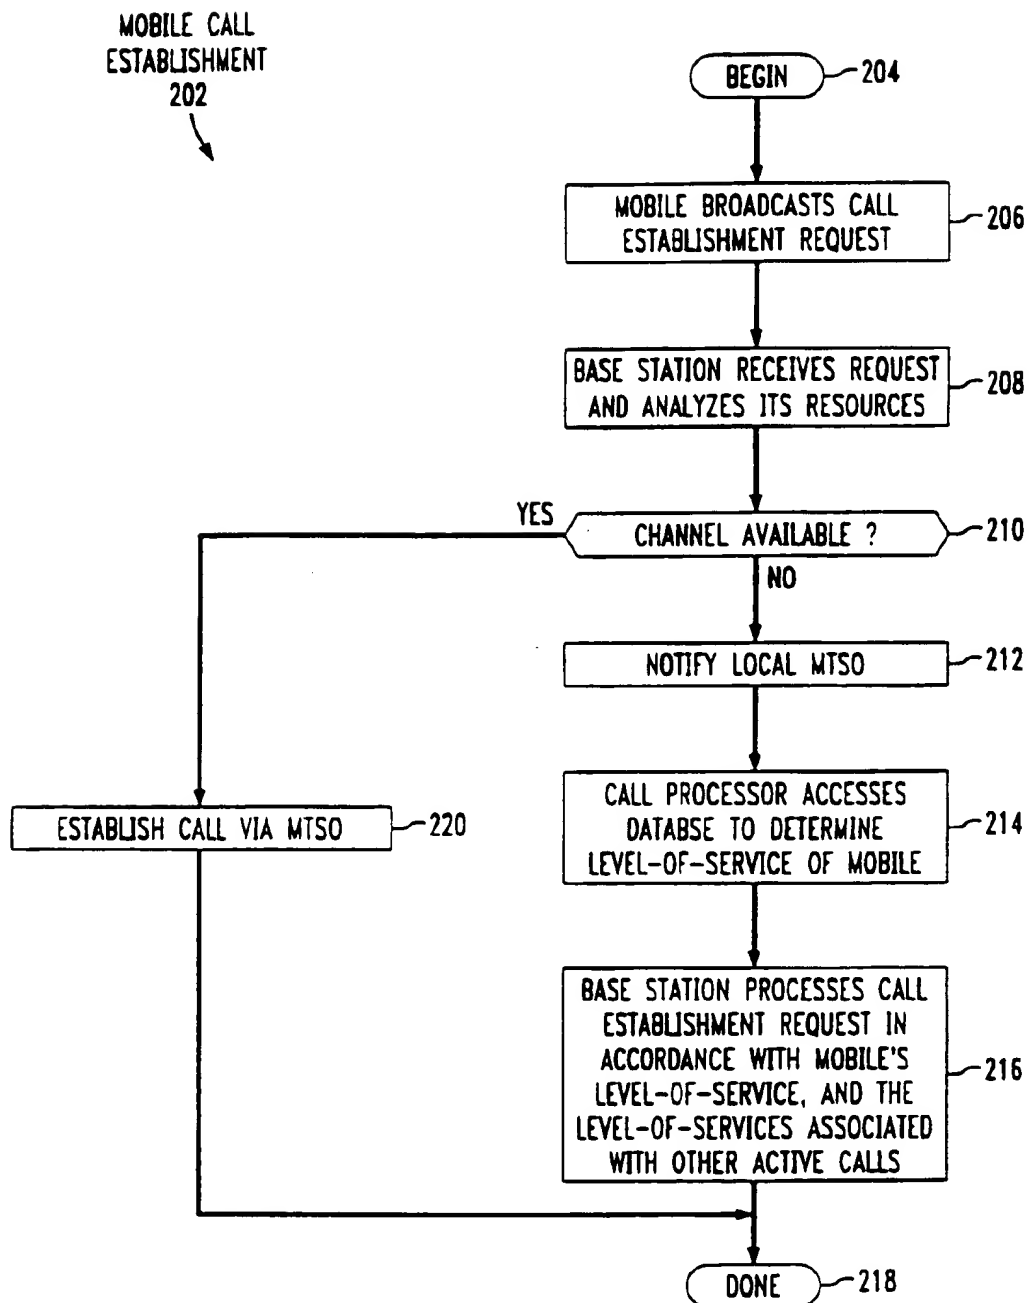 MOBILE CALL
ESTABLISHMENT
202
BEGIN
204
MOBILE BROADCASTS CALL
ESTABLISHMENT REQUEST
206
BASE STATION RECEIVES REQUEST
AND ANALYZES ITS RESOURCES
208
YES
CHANNEL AVAILABLE ?
210
NO
NOTIFY LOCAL MTSO
212
CALL PROCESSOR ACCESSES
DATABSE TO DETERMINE
LEVEL-OF-SERVICE OF MOBILE
214
ESTABLISH CALL VIA MTSO
220
BASE STATION PROCESSES CALL
ESTABLISHMENT REQUEST IN
ACCORDANCE WITH MOBILE'S
LEVEL-OF-SERVICE, AND THE
LEVEL-OF-SERVICES ASSOCIATED
WITH OTHER ACTIVE CALLS
216
DONE
218